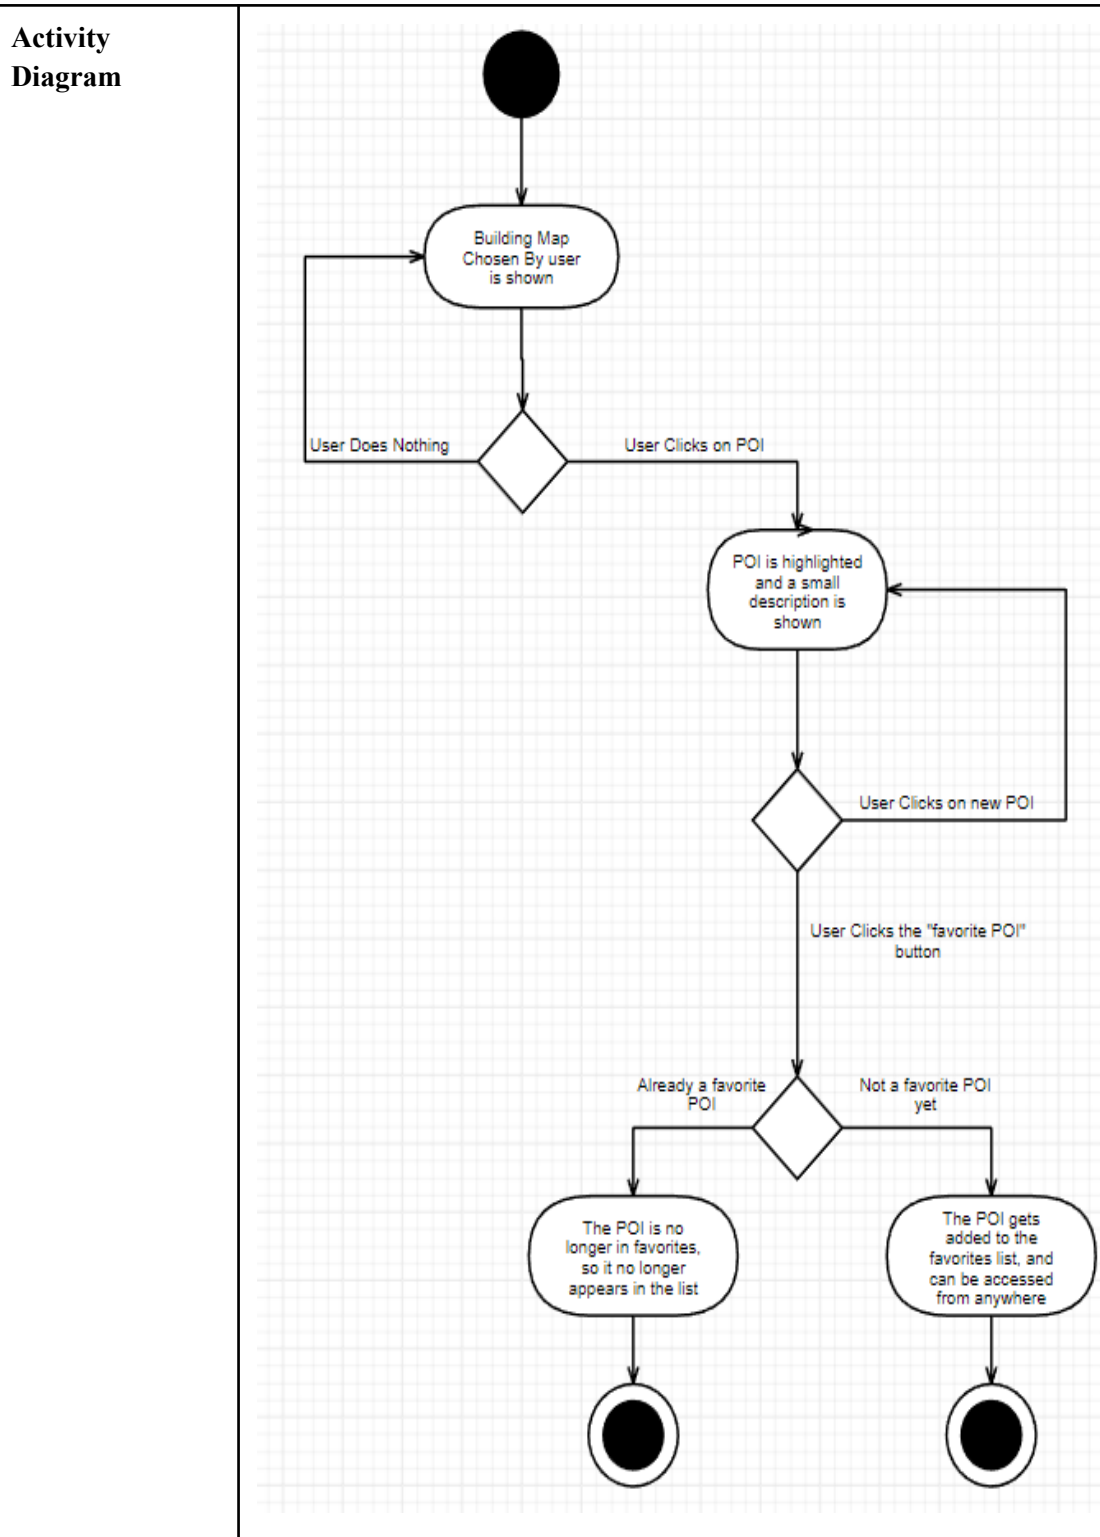 Activity
Diagram
Building Map
Chosen By user
is shown
User Does Nothing
User Clicks on POI
POI is highlighted
and a small
description is
shown
User Clicks on new POI
User Clicks the "favorite POI"
button
Already a favorite
POI
Not a favorite POI
yet
The POI is no
longer in favorites,
so it no longer
appears in the list
The POI gets
added to the
favorites list, and
can be accessed
from anywhere